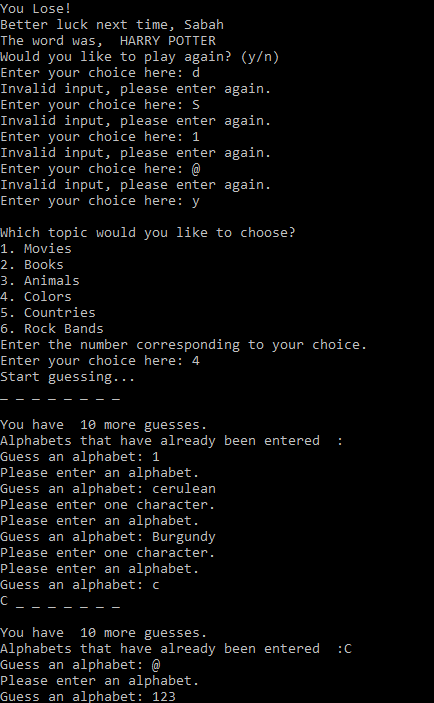 You Lose!
Better luck next time, Sabah
The word was,  HARRY POTTER
Would you like to play again? (y/n)
Enter your choice here: d
Invalid input, please enter again.
Enter your choice here: S
Invalid input, please enter again.
Enter your choice here: 1
Invalid input, please enter again.
Enter your choice here: @
Invalid input, please enter again.
Enter your choice here: y
Which topic would you like to choose?
1. Movies
2. Books
3. Animals
4. Colors
5. Countries
6. Rock Bands
Enter the number corresponding to your choice.
Enter your choice here: 4
Start guessing...
_ _ _ _ _ _ _ _
You have  10 more guesses.
Alphabets that have already been entered  :
Guess an alphabet: 1
Please enter an alphabet.
Guess an alphabet: cerulean
Please enter one character.
Please enter an alphabet.
Guess an alphabet: Burgundy
Please enter one character.
Please enter an alphabet.
Guess an alphabet: c
C _ _ _ _ _ _ _
You have  10 more guesses.
Alphabets that have already been entered  :C
Guess an alphabet: @
Please enter an alphabet.
Guess an alphabet: 123